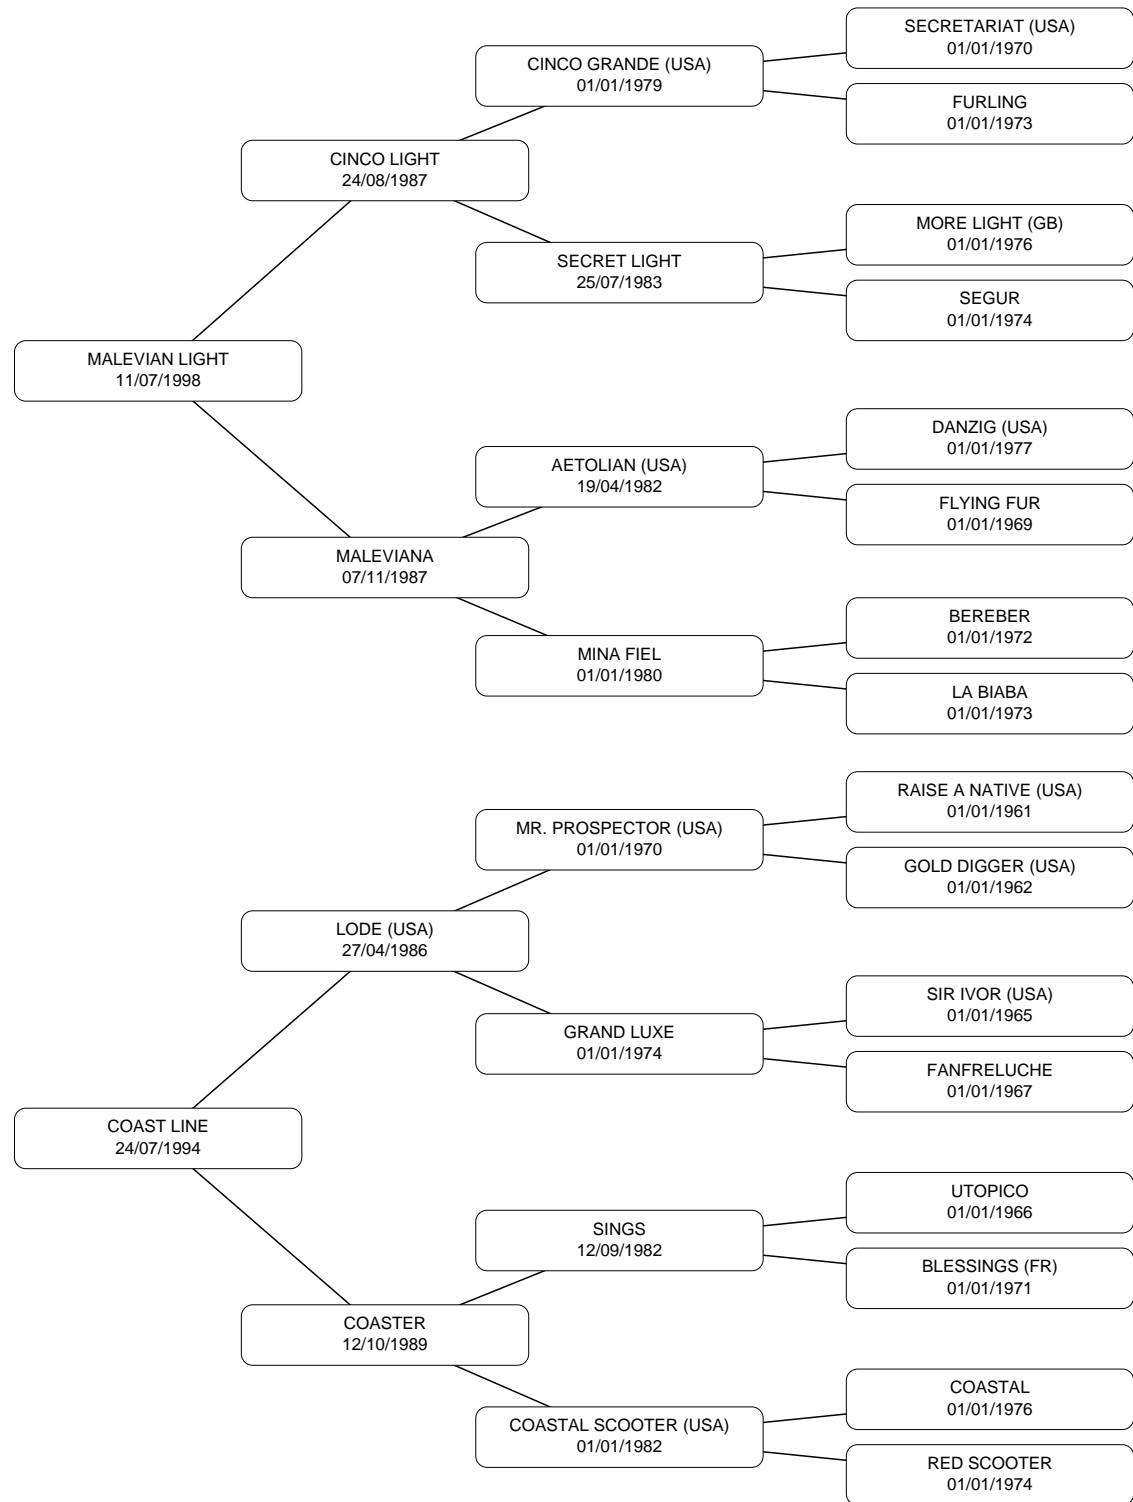 SECRETARIAT (USA)
01/01/1970
CINCO GRANDE (USA)
01/01/1979
FURLING
01/01/1973
CINCO LIGHT
24/08/1987
MORE LIGHT (GB)
01/01/1976
SECRET LIGHT
25/07/1983
SEGUR
01/01/1974
MALEVIAN LIGHT
11/07/1998
DANZIG (USA)
01/01/1977
AETOLIAN (USA)
19/04/1982
FLYING FUR
01/01/1969
MALEVIANA
07/11/1987
BEREBER
01/01/1972
MINA FIEL
01/01/1980
LA BIABA
01/01/1973
RAISE A NATIVE (USA)
01/01/1961
MR. PROSPECTOR (USA)
01/01/1970
GOLD DIGGER (USA)
01/01/1962
LODE (USA)
27/04/1986
SIR IVOR (USA)
01/01/1965
GRAND LUXE
01/01/1974
FANFRELUCHE
01/01/1967
COAST LINE
24/07/1994
UTOPICO
01/01/1966
SINGS
12/09/1982
BLESSINGS (FR)
01/01/1971
COASTER
12/10/1989
COASTAL
01/01/1976
COASTAL SCOOTER (USA)
01/01/1982
RED SCOOTER
01/01/1974